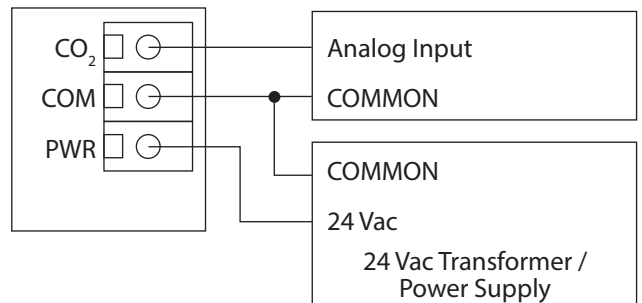 CO₂
COM
PWR
Analog Input
COMMON
COMMON
24 Vac
24 Vac Transformer /
Power Supply